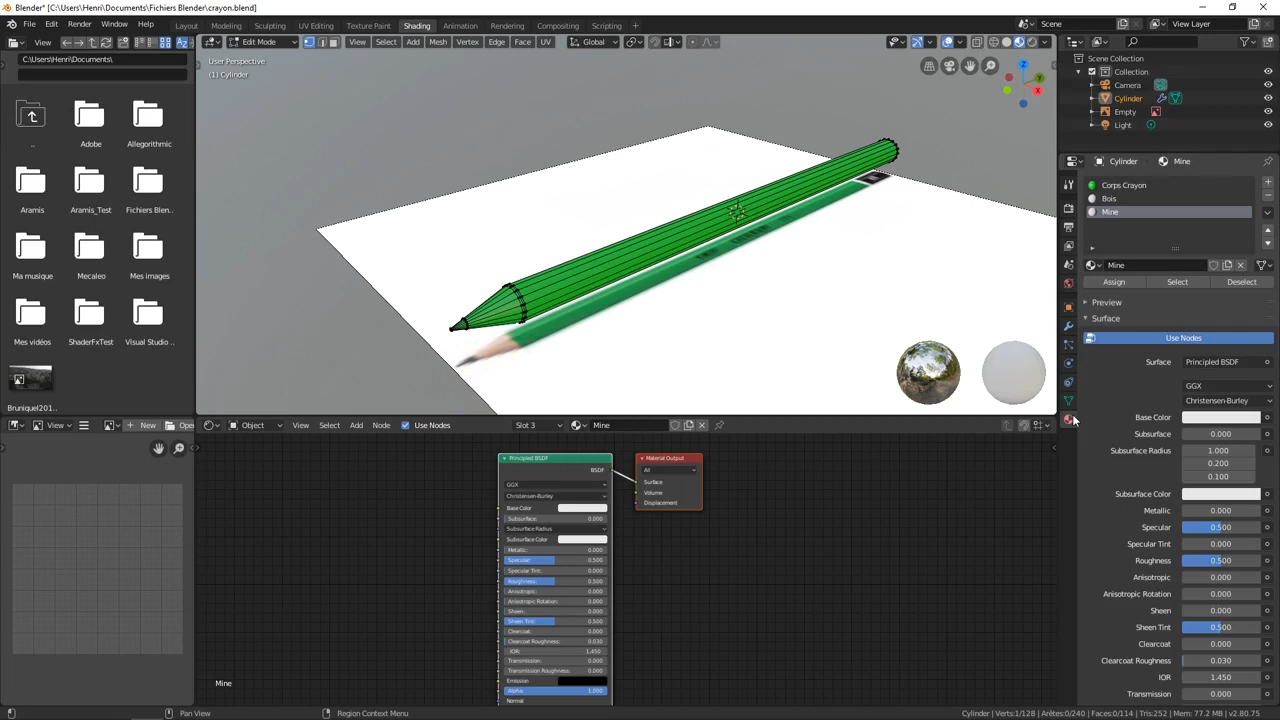 Blender* [C:\Users\Henri\Documents\Fichiers Blender\crayon.blend]
File Edit Render Window Help Layout Modeling Sculpting UV Editing Texture Paint Shading Animation Rendering Compositing Scripting + Scene View Layer
View Edit Mode View Select Add Mesh Vertex Edge Face UV Global
C:\Users\Henri\Documents\
User Perspective
(1) Cylinder
Scene Collection
Collection
Camera
Cylinder
Empty
Light
..
Adobe
Allegorithmic
Aramis
Aramis_Test
Fichiers Blen..
Ma musique
Mecaleo
Mes images
Mes vidéos
ShaderFxTest
Visual Studio ..
Bruniquel201..
Z
Y
X
Cylinder Mine
Corps Crayon
Bois
Mine
Mine
Assign Select Deselect
Preview
Surface
Use Nodes
Surface Principled BSDF
GGX
Christensen-Burley
Base Color
Subsurface 0.000
Subsurface Radius 1.000
0.200
0.100
Subsurface Color
Metallic 0.000
Specular 0.500
Specular Tint 0.000
Roughness 0.500
Anisotropic 0.000
Anisotropic Rotation 0.000
Sheen 0.000
Sheen Tint 0.500
Clearcoat 0.000
Clearcoat Roughness 0.030
IOR 1.450
Transmission 0.000
View + New Open
Object View Select Add Node Use Nodes Slot 3 Mine
Principled BSDF
BSDF
GGX
Christensen-Burley
Base Color
Subsurface: 0.000
Subsurface Radius
Subsurface Color
Metallic: 0.000
Specular: 0.500
Specular Tint: 0.000
Roughness: 0.500
Anisotropic: 0.000
Anisotropic Rotation: 0.000
Sheen: 0.000
Sheen Tint: 0.500
Clearcoat: 0.000
Clearcoat Roughness: 0.030
IOR: 1.450
Transmission: 0.000
Transmission Roughness: 0.000
Emission
Alpha: 1.000
Normal
Material Output
All
Surface
Volume
Displacement
Mine
Pan View Region Context Menu Cylinder | Verts:1/128 | Arêtes:0/240 | Faces:0/114 | Tris:252 | Mem: 77.2 MB | v2.80.75